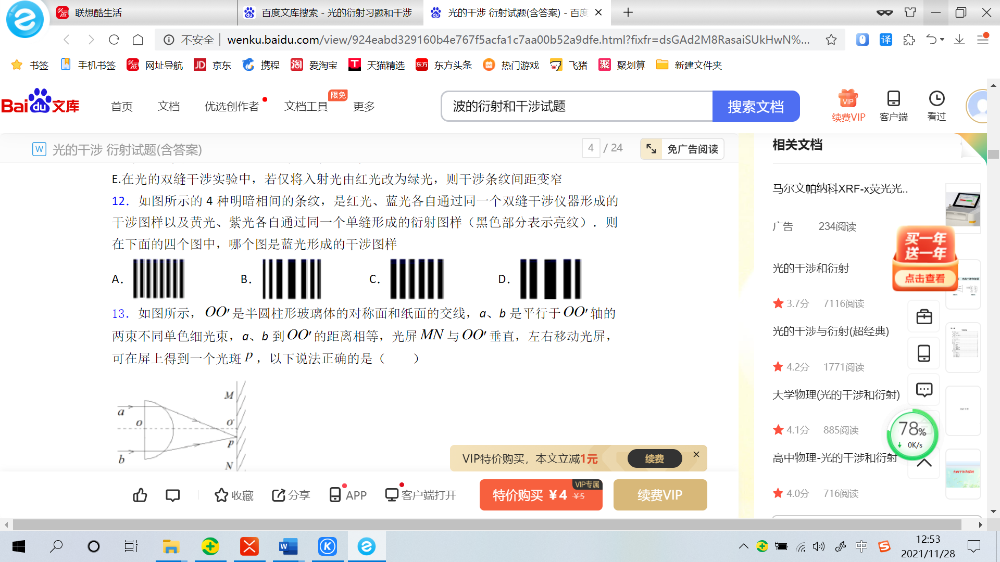 联想酷生活
百度文库搜索 - 光的衍射习题和干涉
光的干涉 衍射试题(含答案) - 百度
不安全
wenku.baidu.com/view/924eabd329160b4e767f5acfa1c7aa00b52a9dfe.html?fixfr=dsGAd2M8RasaiSUkHwN%...
译
书签
手机书签
网址导航
JD 京东
携程
淘 爱淘宝
T 天猫精选
东方 东方头条
热门游戏
飞猪
聚 聚划算
新建文件夹
Bai du 文库
首页
文档
优选创作者
文档工具
限免
更多
波的衍射和干涉试题
搜索文档
VIP
续费VIP
客户端
看过
W 光的干涉 衍射试题(含答案)
4 / 24
免广告阅读
E.在光的双缝干涉实验中，若仅将入射光由红光改为绿光，则干涉条纹间距变窄
12．如图所示的 4 种明暗相间的条纹，是红光、蓝光各自通过同一个双缝干涉仪器形成的
干涉图样以及黄光、紫光各自通过同一个单缝形成的衍射图样（黑色部分表示亮纹）．则
在下面的四个图中，哪个图是蓝光形成的干涉图样
A．
B．
C．
D．
13．如图所示，OO′是半圆柱形玻璃体的对称面和纸面的交线，a、b 是平行于OO′轴的
两束不同单色细光束，a、b 到OO′的距离相等，光屏MN与OO′垂直，左右移动光屏，
可在屏上得到一个光斑P，以下说法正确的是（　　）
M
a
O
O'
P
b
N
VIP特价购买，本文立减1元
续费
收藏
分享
APP
客户端打开
特价购买 ¥4 ¥5
VIP专属
续费VIP
相关文档
马尔文帕纳科XRF-x荧光光..
广告
234阅读
买一年
送一年
点击查看
光的干涉和衍射
3.7分
7116阅读
光的干涉与衍射(超经典)
4.2分
1771阅读
大学物理(光的干涉和衍射)
4.1分
885阅读
78%
0K/s
高中物理-光的干涉和衍射
光的干涉和衍射
4.0分
716阅读
W
K
中
S
12:53
2021/11/28